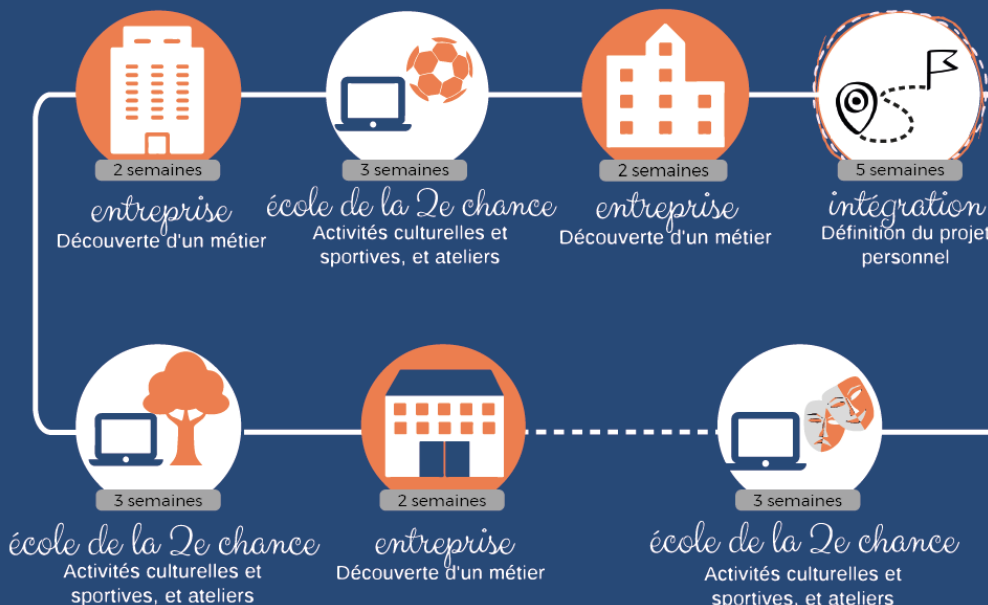 2 semaines
entreprise
Découverte d'un métier
3 semaines
école de la 2e chance
Activités culturelles et
sportives, et ateliers
2 semaines
entreprise
Découverte d'un métier
5 semaines
intégration
Définition du projet
personnel
3 semaines
école de la 2e chance
Activités culturelles et
sportives, et ateliers
2 semaines
entreprise
Découverte d'un métier
3 semaines
école de la 2e chance
Activités culturelles et
sportives, et ateliers